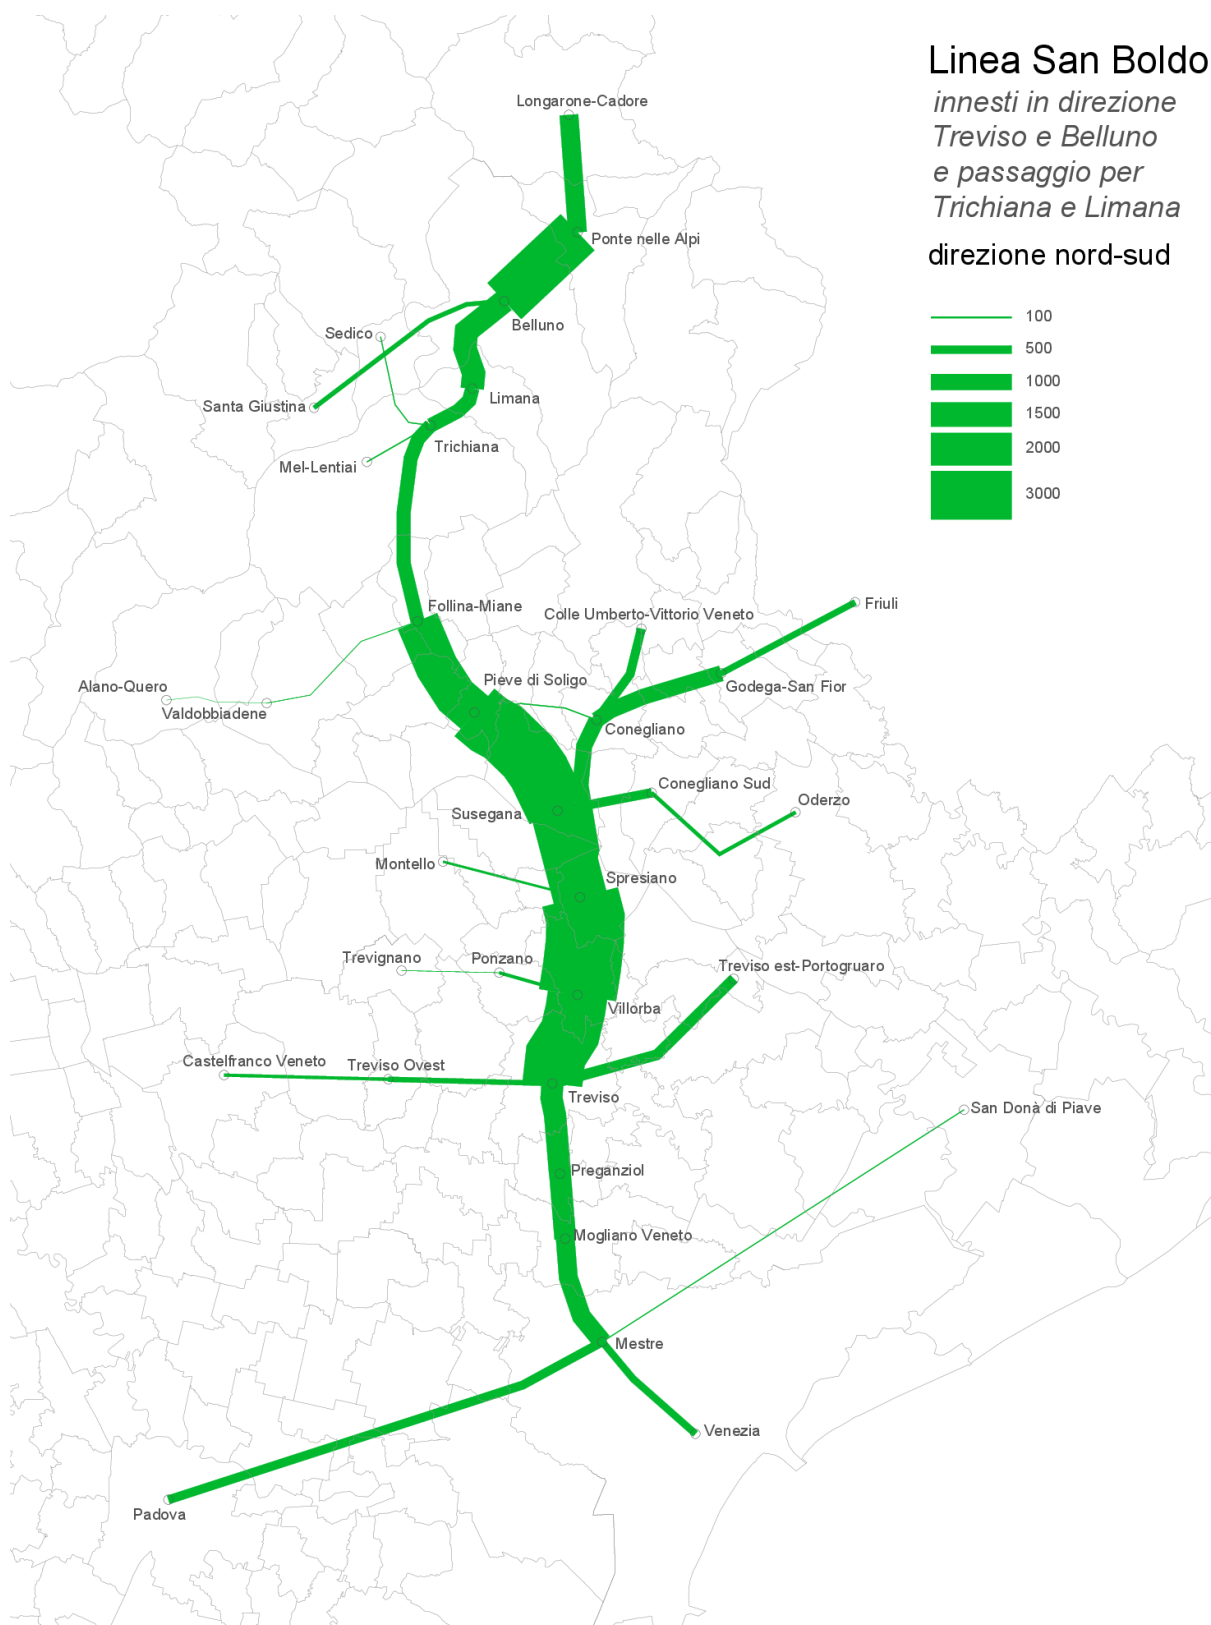 Linea San Boldo
innesti in direzione
Treviso e Belluno
e passaggio per
Trichiana e Limana
direzione nord-sud
100
500
1000
1500
2000
3000
Longarone-Cadore
Ponte nelle Alpi
Belluno
Sedico
Limana
Santa Giustina
Trichiana
Mel-Lentiai
Follina-Miane
Colle Umberto-Vittorio Veneto
Friuli
Pieve di Soligo
Alano-Quero
Godega-San Fior
Valdobbiadene
Conegliano
Conegliano Sud
Oderzo
Susegana
Montello
Spresiano
Trevignano
Ponzano
Treviso est-Portogruaro
Villorba
Castelfranco Veneto
Treviso Ovest
Treviso
San Donà di Piave
Preganziol
Mogliano Veneto
Mestre
Venezia
Padova